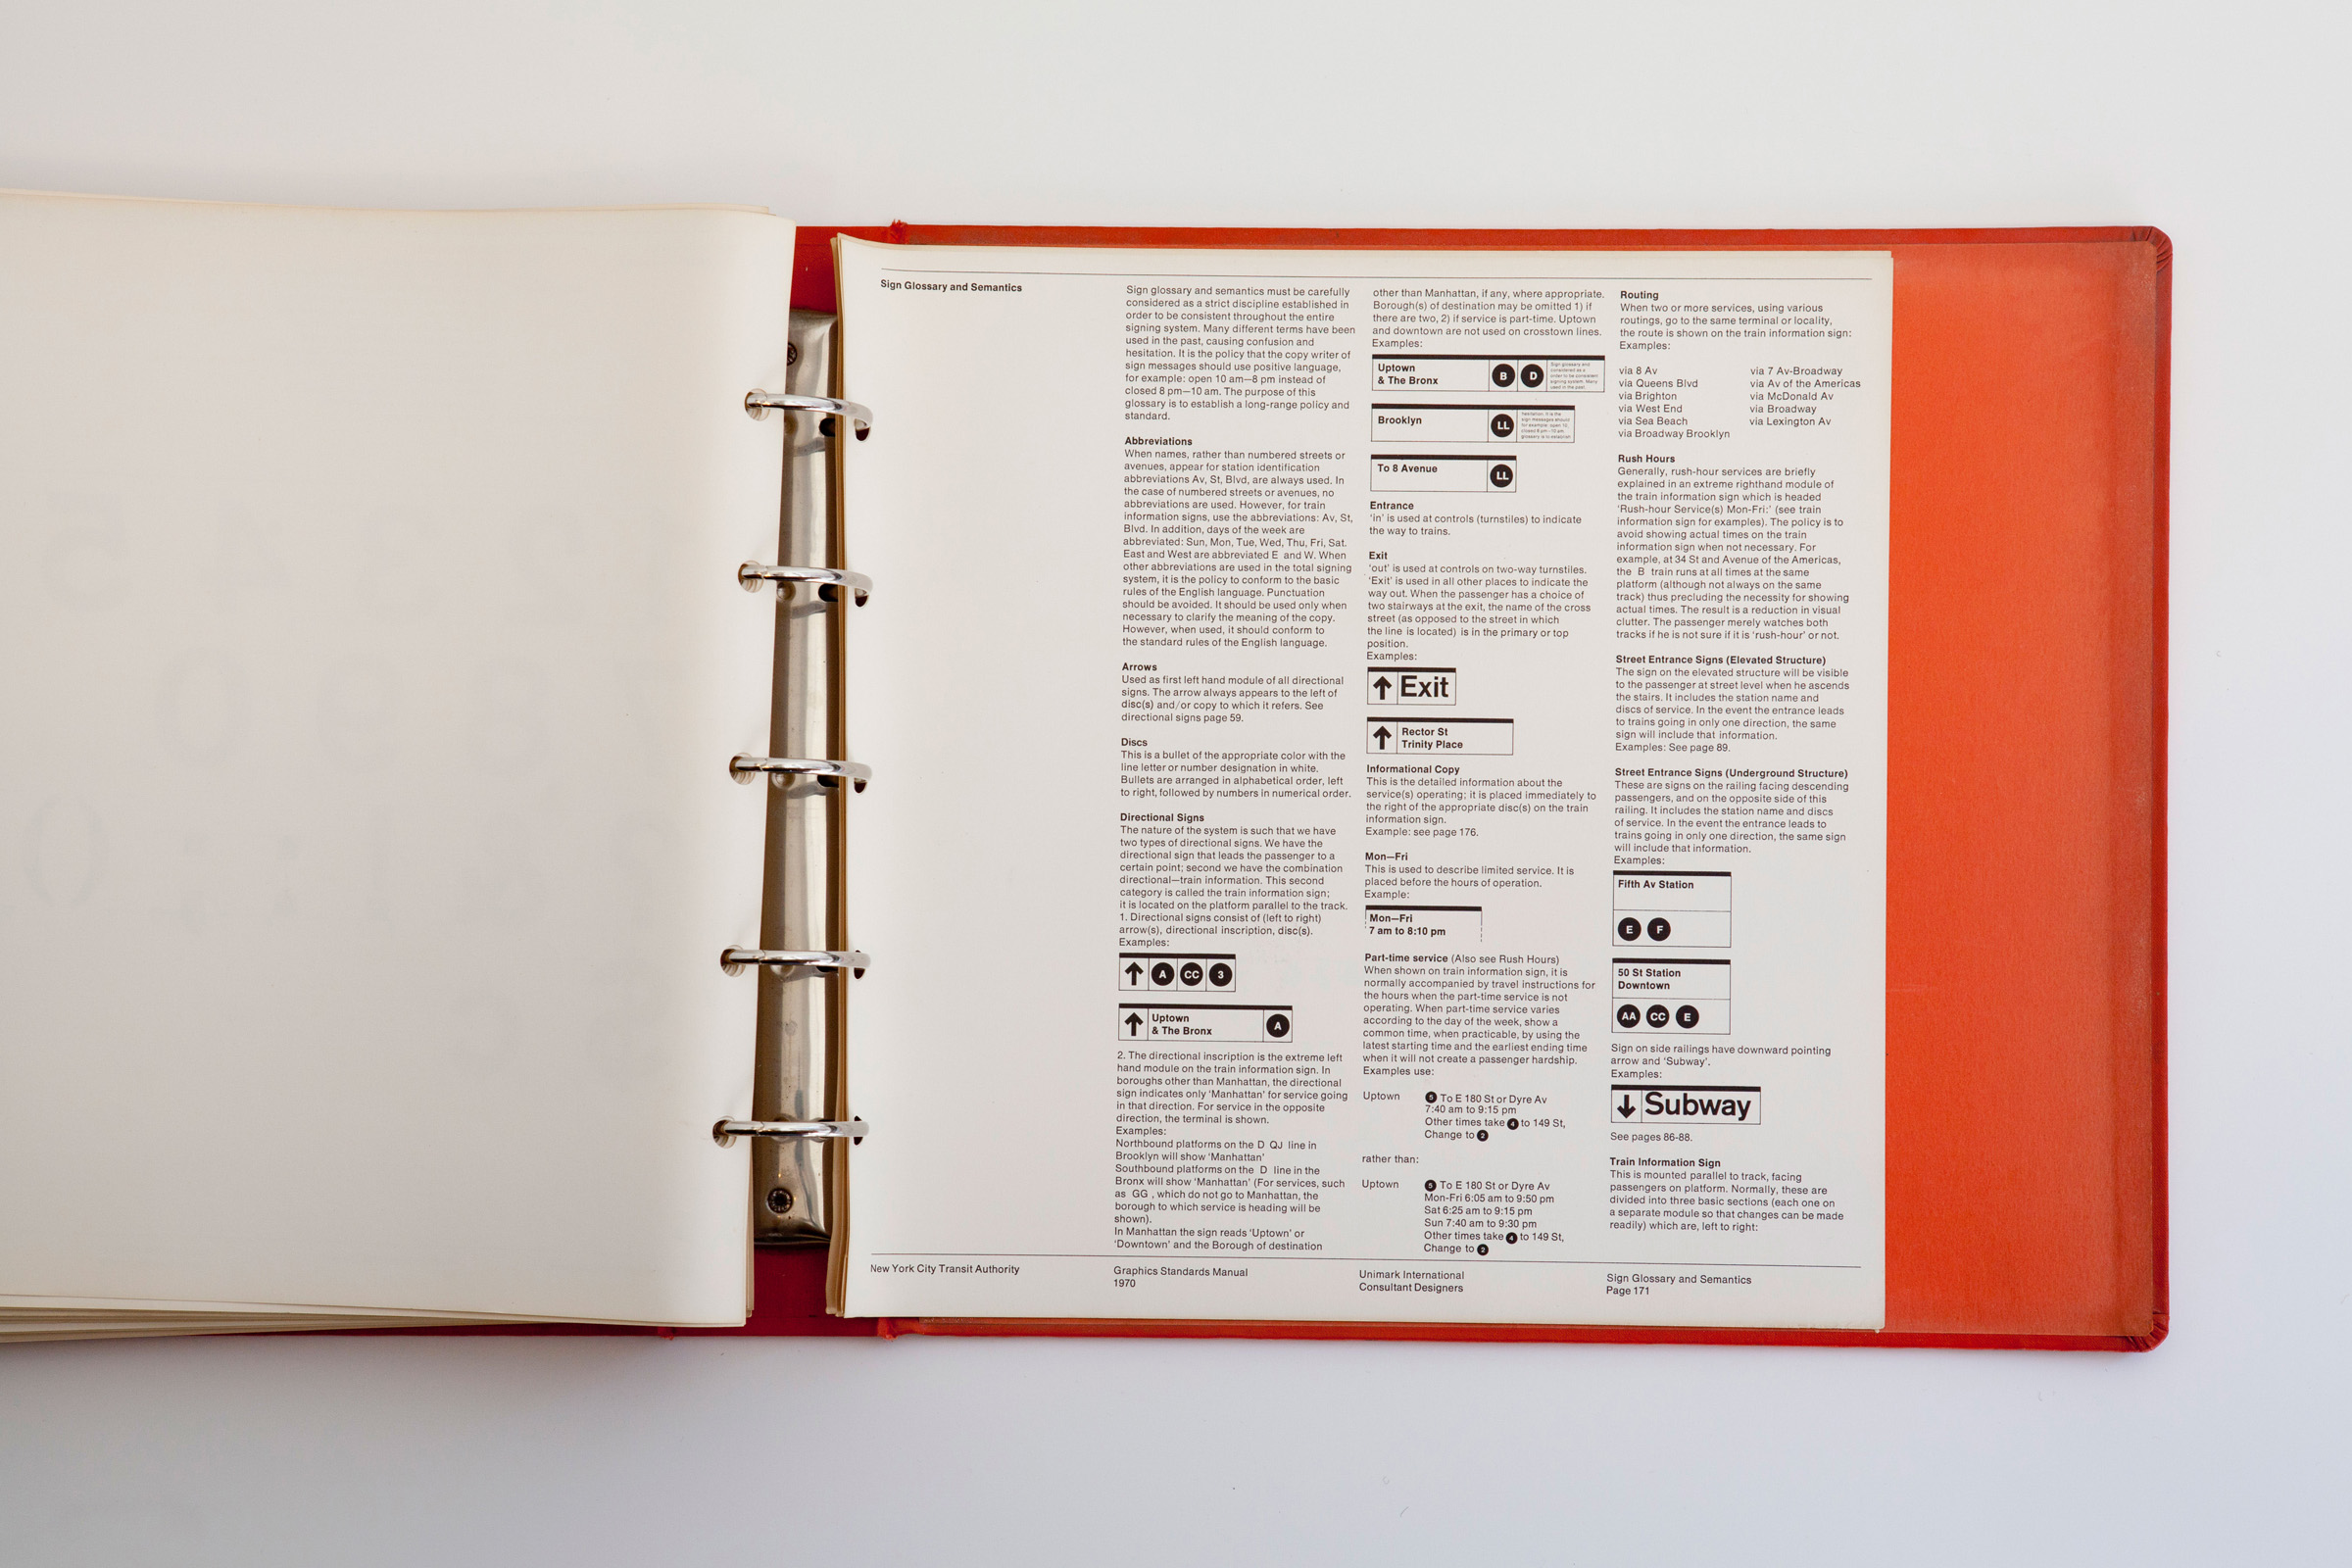 Sign Glossary and Semantics
Sign glossary and semantics must be carefully
considered as a strict discipline established in
order to be consistent throughout the entire
signing system. Many different terms have been
used in the past, causing confusion and
hesitation. It is the policy that the copy writer of
sign messages should use positive language,
for example: open 10 am—8 pm instead of
closed 8 pm—10 am. The purpose of this
glossary is to establish a long-range policy and
standard.
Abbreviations
When names, rather than numbered streets or
avenues, appear for station identification
abbreviations Av, St, Blvd, are always used. In
the case of numbered streets or avenues, no
abbreviations are used. However, for train
information signs, use the abbreviations: Av, St,
Blvd. In addition, days of the week are
abbreviated: Sun, Mon, Tue, Wed, Thu, Fri, Sat.
East and West are abbreviated E and W. When
other abbreviations are used in the total signing
system, it is the policy to conform to the basic
rules of the English language. Punctuation
should be avoided. It should be used only when
necessary to clarify the meaning of the copy.
However, when used, it should conform to
the standard rules of the English language.
Arrows
Used as first left hand module of all directional
signs. The arrow always appears to the left of
disc(s) and/or copy to which it refers. See
directional signs page 59.
Discs
This is a bullet of the appropriate color with the
line letter or number designation in white.
Bullets are arranged in alphabetical order, left
to right, followed by numbers in numerical order.
Directional Signs
The nature of the system is such that we have
two types of directional signs. We have the
directional sign that leads the passenger to a
certain point; second we have the combination
directional—train information. This second
category is called the train information sign;
it is located on the platform parallel to the track.
1. Directional signs consist of (left to right)
arrow(s), directional inscription, disc(s).
Examples:
↑ A CC 3
↑ Uptown
& The Bronx A
2. The directional inscription is the extreme left
hand module on the train information sign. In
boroughs other than Manhattan, the directional
sign indicates only 'Manhattan' for service going
in that direction. For service in the opposite
direction, the terminal is shown.
Examples:
Northbound platforms on the D QJ line in
Brooklyn will show 'Manhattan'
Southbound platforms on the D line in the
Bronx will show 'Manhattan' (For services, such
as GG, which do not go to Manhattan, the
borough to which service is heading will be
shown).
In Manhattan the sign reads 'Uptown' or
'Downtown' and the Borough of destination
other than Manhattan, if any, where appropriate.
Borough(s) of destination may be omitted 1) if
there are two, 2) if service is part-time. Uptown
and downtown are not used on crosstown lines.
Examples:
Uptown
& The Bronx B D
Sign glossary and
considered as a
order to be consistent
signing system. Many
used in the past
Brooklyn LL
hesitation. It is the
sign messages should
for example: open 10,
closed 8 pm—10 am.
glossary is to establish
To 8 Avenue LL
Entrance
'in' is used at controls (turnstiles) to indicate
the way to trains.
Exit
'out' is used at controls on two-way turnstiles.
'Exit' is used in all other places to indicate the
way out. When the passenger has a choice of
two stairways at the exit, the name of the cross
street (as opposed to the street in which
the line is located) is in the primary or top
position.
Examples:
↑ Exit
↑ Rector St
Trinity Place
Informational Copy
This is the detailed information about the
service(s) operating; it is placed immediately to
the right of the appropriate disc(s) on the train
information sign.
Example: see page 176.
Mon—Fri
This is used to describe limited service. It is
placed before the hours of operation.
Example:
Mon—Fri
7 am to 8:10 pm
Part-time service (Also see Rush Hours)
When shown on train information sign, it is
normally accompanied by travel instructions for
the hours when the part-time service is not
operating. When part-time service varies
according to the day of the week, show a
common time, when practicable, by using the
latest starting time and the earliest ending time
when it will not create a passenger hardship.
Examples use:
Uptown 5 To E 180 St or Dyre Av
7:40 am to 9:15 pm
Other times take 4 to 149 St,
Change to 2
rather than:
Uptown 5 To E 180 St or Dyre Av
Mon-Fri 6:05 am to 9:50 pm
Sat 6:25 am to 9:15 pm
Sun 7:40 am to 9:30 pm
Other times take 4 to 149 St,
Change to 2
Routing
When two or more services, using various
routings, go to the same terminal or locality,
the route is shown on the train information sign:
Examples:
via 8 Av via 7 Av-Broadway
via Queens Blvd via Av of the Americas
via Brighton via McDonald Av
via West End via Broadway
via Sea Beach via Lexington Av
via Broadway Brooklyn
Rush Hours
Generally, rush-hour services are briefly
explained in an extreme righthand module of
the train information sign which is headed
'Rush-hour Service(s) Mon-Fri:' (see train
information sign for examples). The policy is to
avoid showing actual times on the train
information sign when not necessary. For
example, at 34 St and Avenue of the Americas,
the B train runs at all times at the same
platform (although not always on the same
track) thus precluding the necessity for showing
actual times. The result is a reduction in visual
clutter. The passenger merely watches both
tracks if he is not sure if it is 'rush-hour' or not.
Street Entrance Signs (Elevated Structure)
The sign on the elevated structure will be visible
to the passenger at street level when he ascends
the stairs. It includes the station name and
discs of service. In the event the entrance leads
to trains going in only one direction, the same
sign will include that information.
Examples: See page 89.
Street Entrance Signs (Underground Structure)
These are signs on the railing facing descending
passengers, and on the opposite side of this
railing. It includes the station name and discs
of service. In the event the entrance leads to
trains going in only one direction, the same sign
will include that information.
Examples:
Fifth Av Station
E F
50 St Station
Downtown
AA CC E
Sign on side railings have downward pointing
arrow and 'Subway'.
Examples:
↓ Subway
See pages 86-88.
Train Information Sign
This is mounted parallel to track, facing
passengers on platform. Normally, these are
divided into three basic sections (each one on
a separate module so that changes can be made
readily) which are, left to right:
New York City Transit Authority
Graphics Standards Manual
1970
Unimark International
Consultant Designers
Sign Glossary and Semantics
Page 171